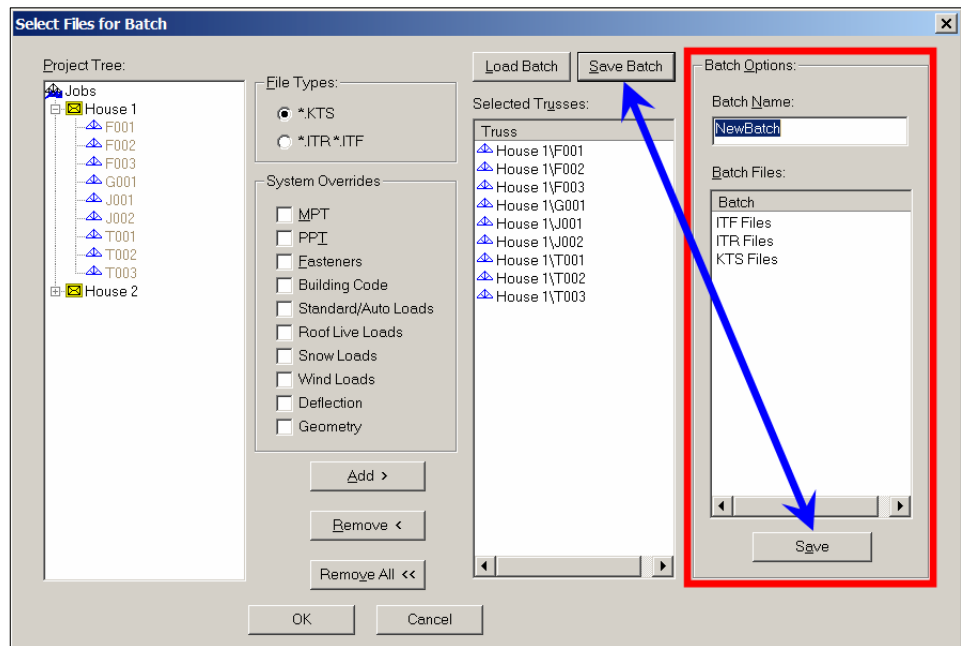 Select Files for Batch
Project Tree:
Jobs
House 1
F001
F002
F003
G001
J001
J002
T001
T002
T003
House 2
File Types:
*.KTS
*.ITR *.ITF
System Overrides
MPT
PPT
Fasteners
Building Code
Standard/Auto Loads
Roof Live Loads
Snow Loads
Wind Loads
Deflection
Geometry
Add >
Remove <
Remove All <<
Load Batch
Save Batch
Selected Trusses:
Truss
House 1\F001
House 1\F002
House 1\F003
House 1\G001
House 1\J001
House 1\J002
House 1\T001
House 1\T002
House 1\T003
Batch Options:
Batch Name:
NewBatch
Batch Files:
Batch
ITF Files
ITR Files
KTS Files
Save
OK
Cancel